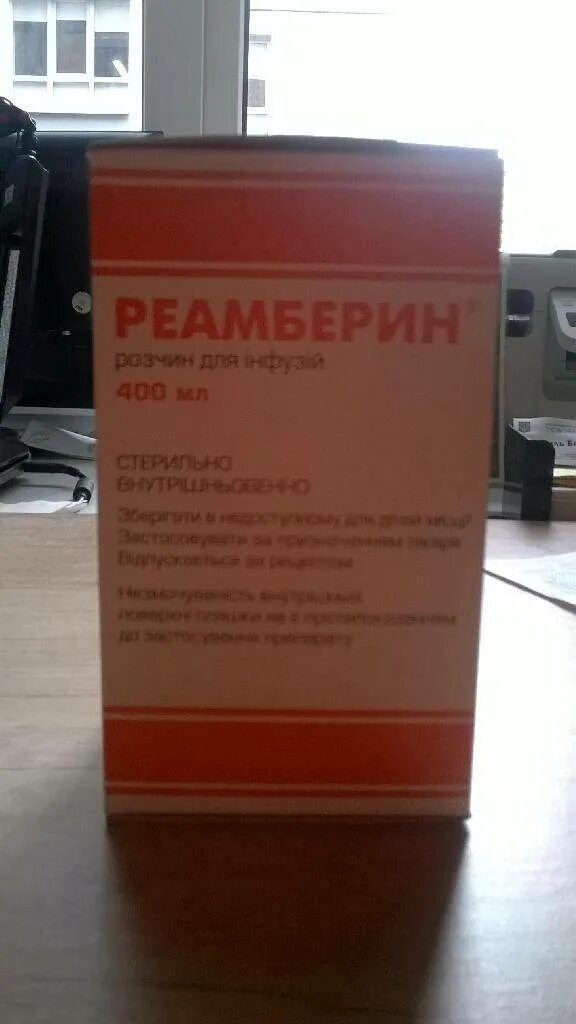 РЕАМБЕРИН®
розчин для інфузій
400 мл
СТЕРИЛЬНО
ВНУТРІШНЬОВЕННО
Зберігати в недоступному для дітей місці!
Застосовувати за призначенням лікаря
Відпускається за рецептом
Незмочуваність внутрішньої
поверхні пляшки не є протипоказанням
до застосування препарату